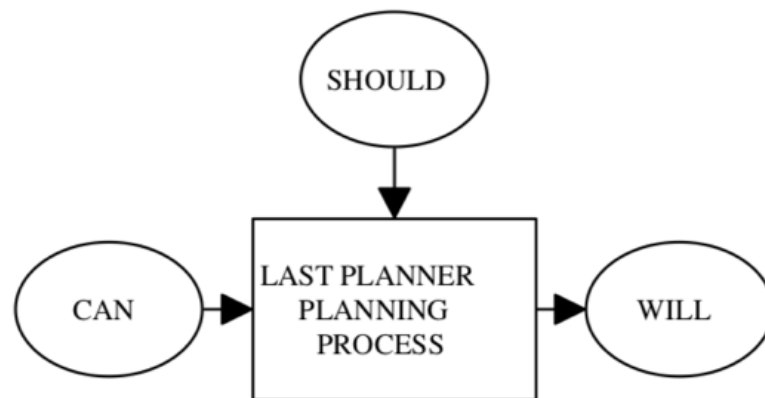 SHOULD
CAN
LAST PLANNER
PLANNING
PROCESS
WILL